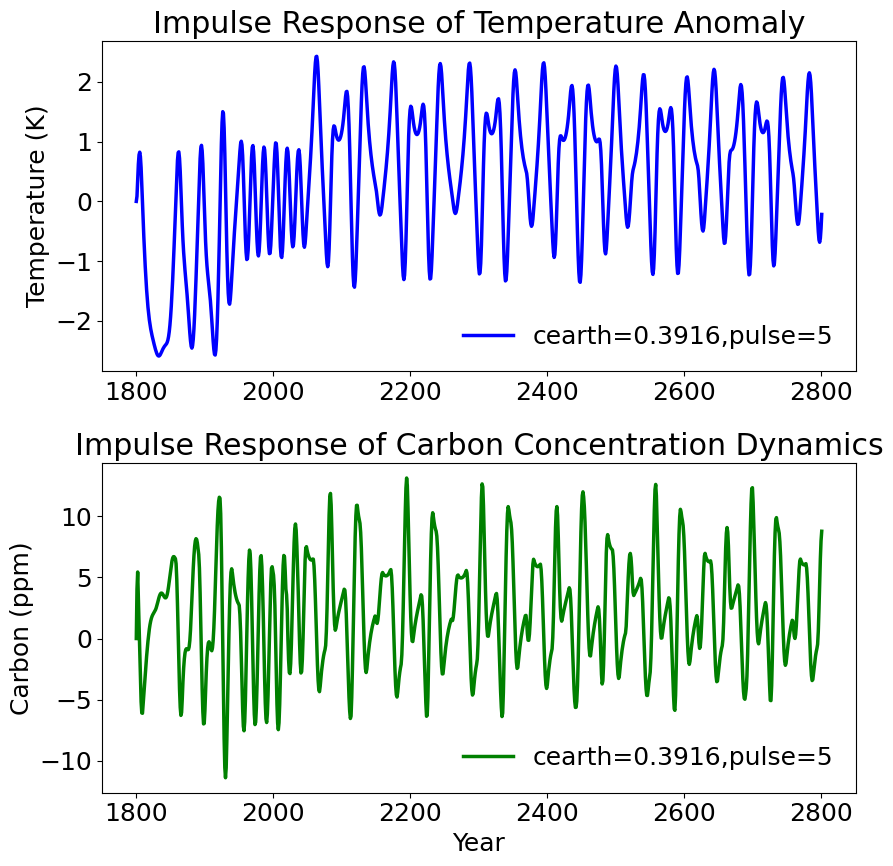 Impulse Response of Temperature Anomaly
Temperature (K)
2
1
0
−1
−2
cearth=0.3916,pulse=5
1800 2000 2200 2400 2600 2800
Impulse Response of Carbon Concentration Dynamics
Carbon (ppm)
10
5
0
−5
−10
cearth=0.3916,pulse=5
1800 2000 2200 2400 2600 2800
Year